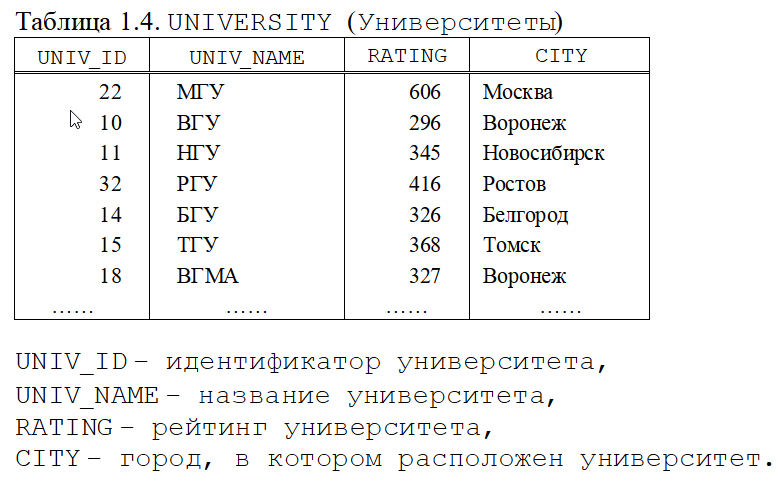 Таблица 1.4. UNIVERSITY (Университеты)
UNIV_ID UNIV_NAME RATING CITY
22 МГУ 606 Москва
10 ВГУ 296 Воронеж
11 НГУ 345 Новосибирск
32 РГУ 416 Ростов
14 БГУ 326 Белгород
15 ТГУ 368 Томск
18 ВГМА 327 Воронеж
…… …… …… ……
UNIV_ID – идентификатор университета,
UNIV_NAME – название университета,
RATING – рейтинг университета,
CITY – город, в котором расположен университет.